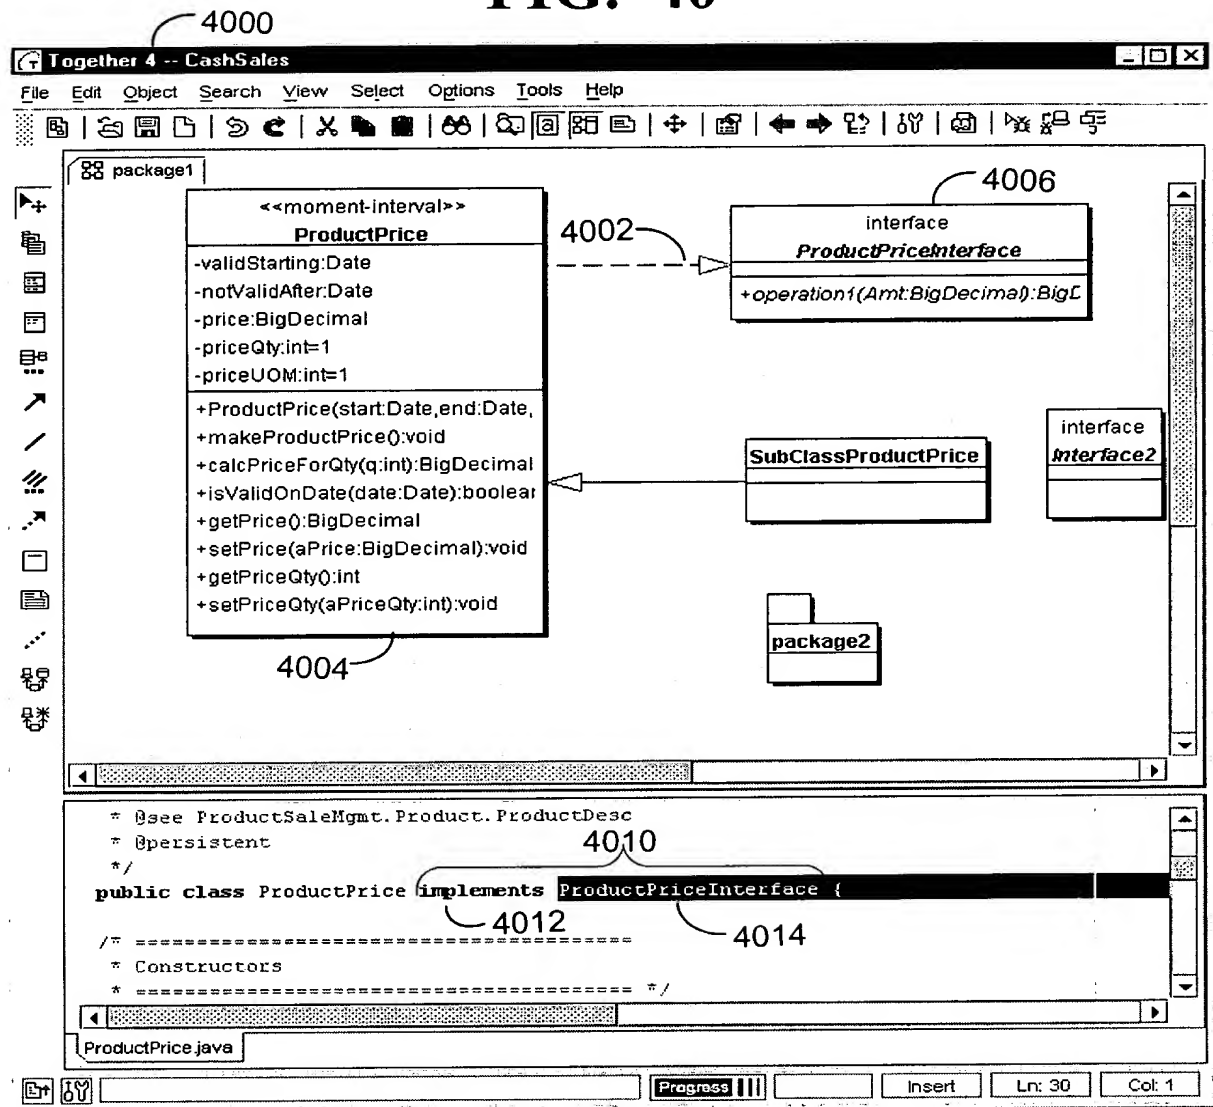 FIG. 40
4000
Together 4 -- CashSales
File Edit Object Search View Select Options Tools Help
package1
<<moment-interval>>
ProductPrice
-validStarting:Date
-notValidAfter:Date
-price:BigDecimal
-priceQty:int=1
-priceUOM:int=1
+ProductPrice(start:Date,end:Date,
+makeProductPrice():void
+calcPriceForQty(q:int):BigDecimal
+isValidOnDate(date:Date):boolear
+getPrice():BigDecimal
+setPrice(aPrice:BigDecimal):void
+getPriceQty():int
+setPriceQty(aPriceQty:int):void
4004
4002
4006
interface
ProductPriceInterface
+operation1(Amt:BigDecimal):BigD
SubClassProductPrice
interface
Interface2
package2
* @see ProductSaleMgmt.Product.ProductDesc
* @persistent
*/
4010
public class ProductPrice implements ProductPriceInterface {
4012
4014
/* ========================================
* Constructors
* ======================================== */
ProductPrice.java
Progress
Insert
Ln: 30
Col: 1